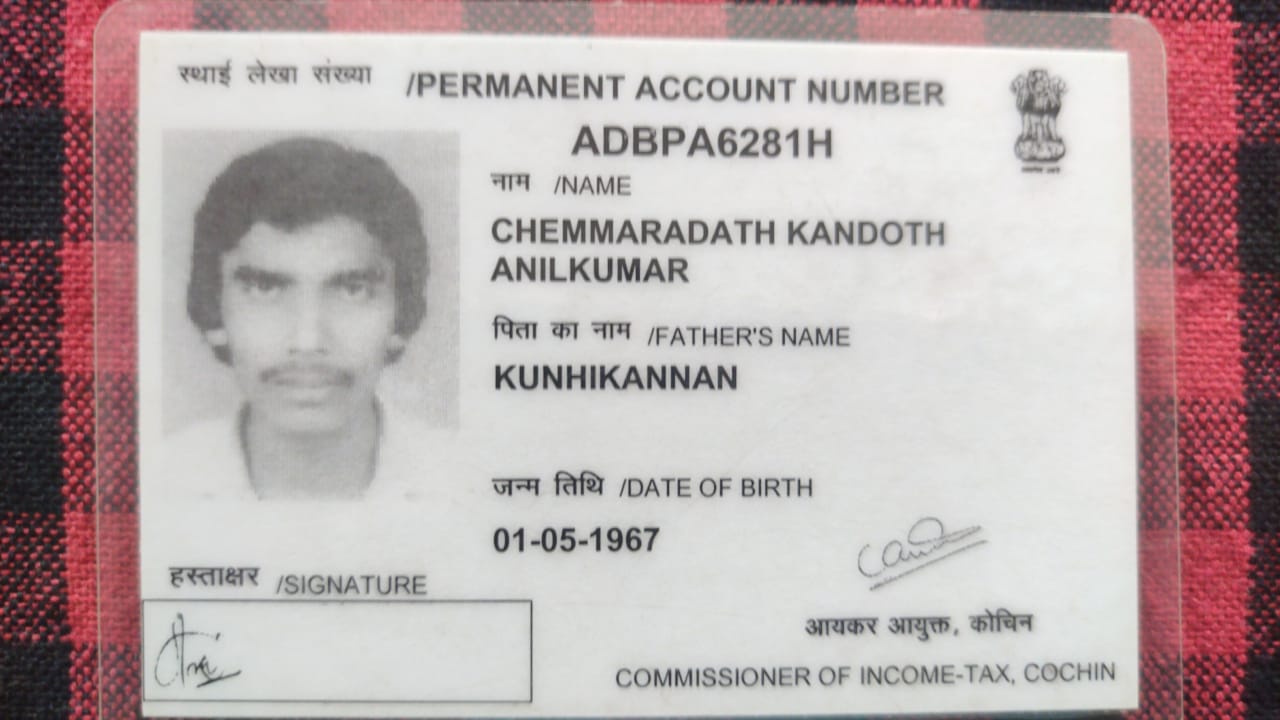 स्थाई लेखा संख्या /PERMANENT ACCOUNT NUMBER
ADBPA6281H
नाम /NAME
CHEMMARADATH KANDOTH
ANILKUMAR
पिता का नाम /FATHER'S NAME
KUNHIKANNAN
जन्म तिथि /DATE OF BIRTH
01-05-1967
हस्ताक्षर /SIGNATURE
आयकर आयुक्त, कोचिन
COMMISSIONER OF INCOME-TAX, COCHIN